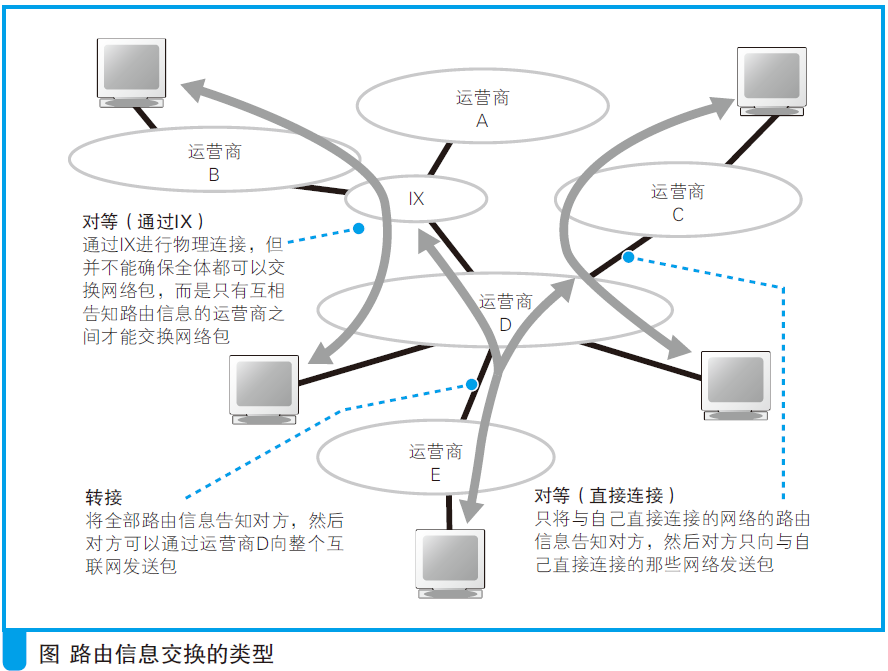 运营商
A
运营商
B
IX
运营商
C
对等（通过IX）
通过IX进行物理连接，但
并不能确保全体都可以交
换网络包，而是只有互相
告知路由信息的运营商之
间才能交换网络包
运营商
D
运营商
E
转接
将全部路由信息告知对方，然后
对方可以通过运营商D向整个互
联网发送包
对等（直接连接）
只将与自己直接连接的网络的路由
信息告知对方，然后对方只向与自
己直接连接的那些网络发送包
图 路由信息交换的类型